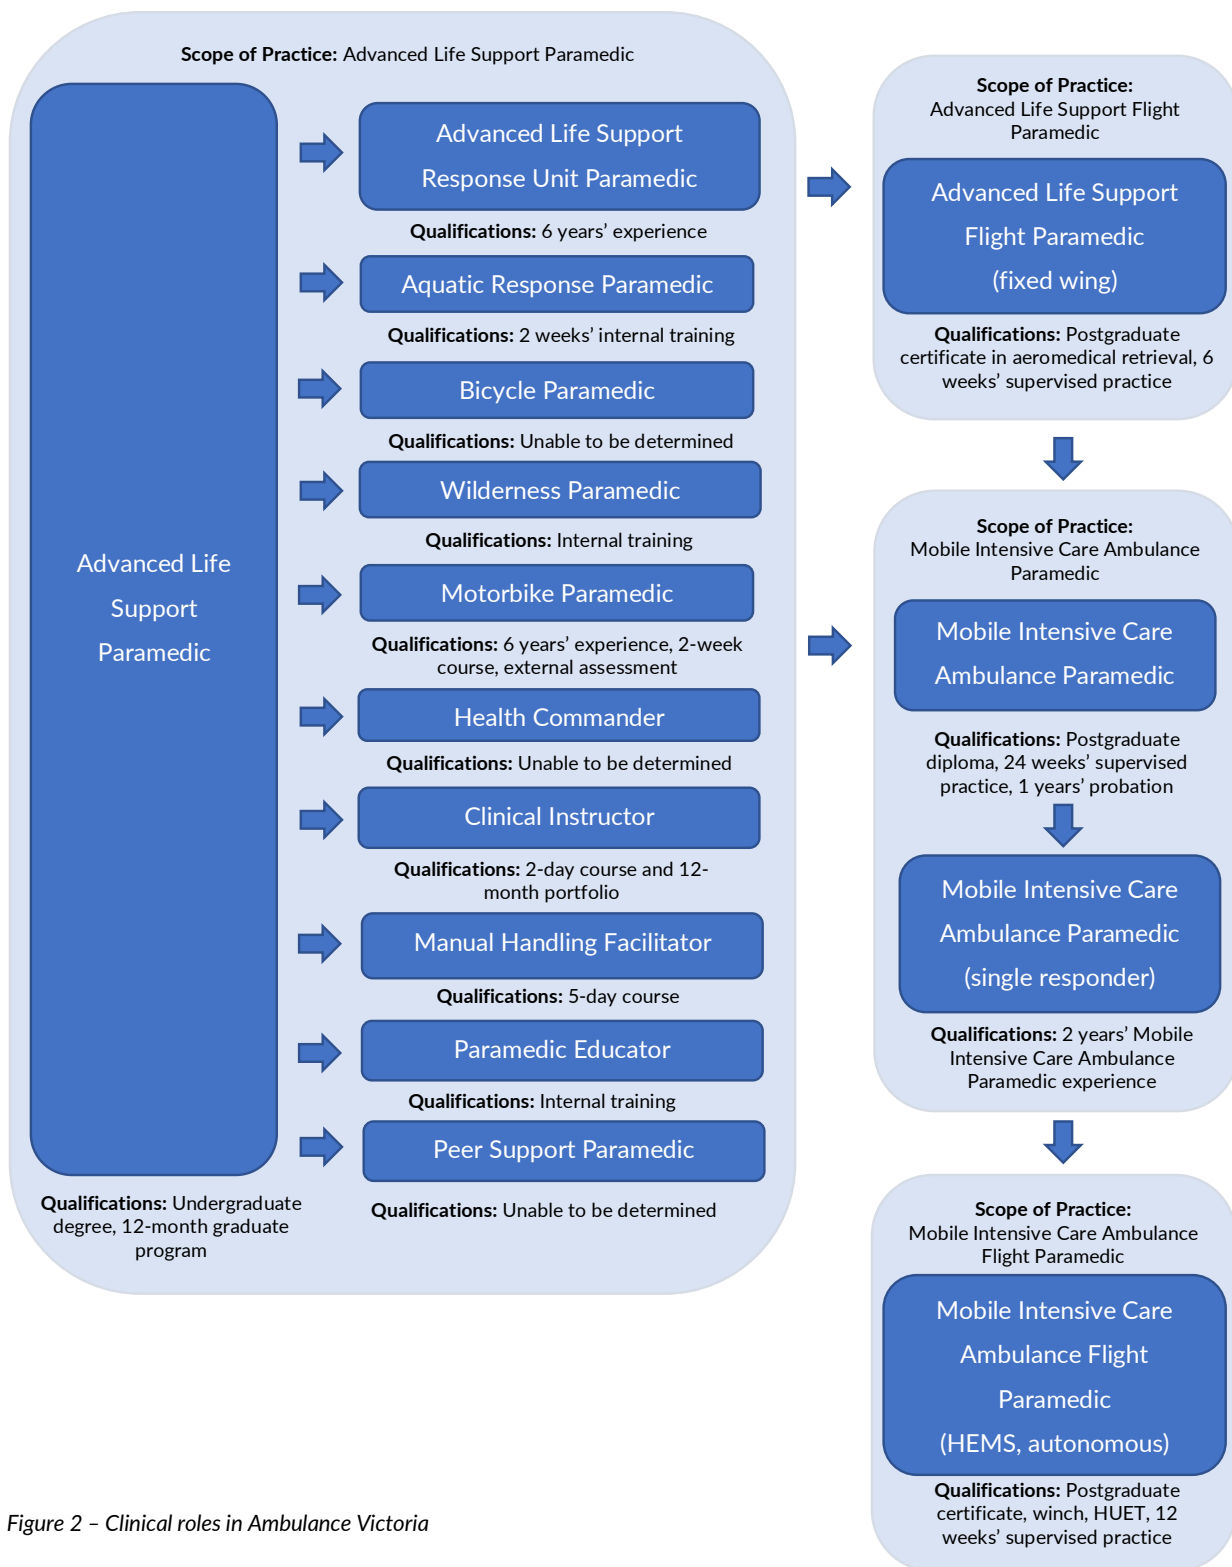 Scope of Practice: Advanced Life Support Paramedic
Advanced Life
Support
Paramedic
Qualifications: Undergraduate
degree, 12-month graduate
program
Advanced Life Support
Response Unit Paramedic
Qualifications: 6 years’ experience
Aquatic Response Paramedic
Qualifications: 2 weeks’ internal training
Bicycle Paramedic
Qualifications: Unable to be determined
Wilderness Paramedic
Qualifications: Internal training
Motorbike Paramedic
Qualifications: 6 years’ experience, 2-week
course, external assessment
Health Commander
Qualifications: Unable to be determined
Clinical Instructor
Qualifications: 2-day course and 12-
month portfolio
Manual Handling Facilitator
Qualifications: 5-day course
Paramedic Educator
Qualifications: Internal training
Peer Support Paramedic
Qualifications: Unable to be determined
Scope of Practice:
Advanced Life Support Flight
Paramedic
Advanced Life Support
Flight Paramedic
(fixed wing)
Qualifications: Postgraduate
certificate in aeromedical retrieval, 6
weeks’ supervised practice
Scope of Practice:
Mobile Intensive Care Ambulance
Paramedic
Mobile Intensive Care
Ambulance Paramedic
Qualifications: Postgraduate
diploma, 24 weeks’ supervised
practice, 1 years’ probation
Mobile Intensive Care
Ambulance Paramedic
(single responder)
Qualifications: 2 years’ Mobile
Intensive Care Ambulance
Paramedic experience
Scope of Practice:
Mobile Intensive Care Ambulance
Flight Paramedic
Mobile Intensive Care
Ambulance Flight
Paramedic
(HEMS, autonomous)
Qualifications: Postgraduate
certificate, winch, HUET, 12
weeks’ supervised practice
Figure 2 – Clinical roles in Ambulance Victoria